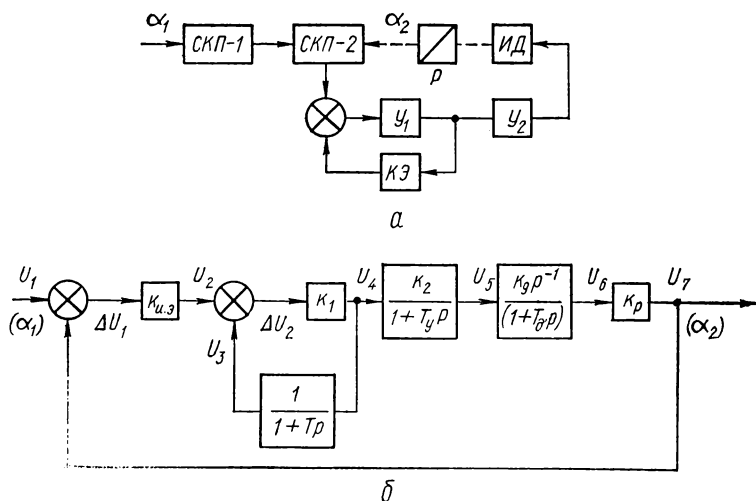 α₁ СКП-1 СКП-2 α₂ р ИД
У₁ У₂
КЭ
а
U₁ (α₁) ΔU₁ Kи.э U₂ ΔU₂ K₁ U₄ K₂ / 1 + Tуp U₅ Kдp⁻¹ / (1+Tдp) U₆ Kр U₇ (α₂)
U₃
1 / 1 + Tp
б